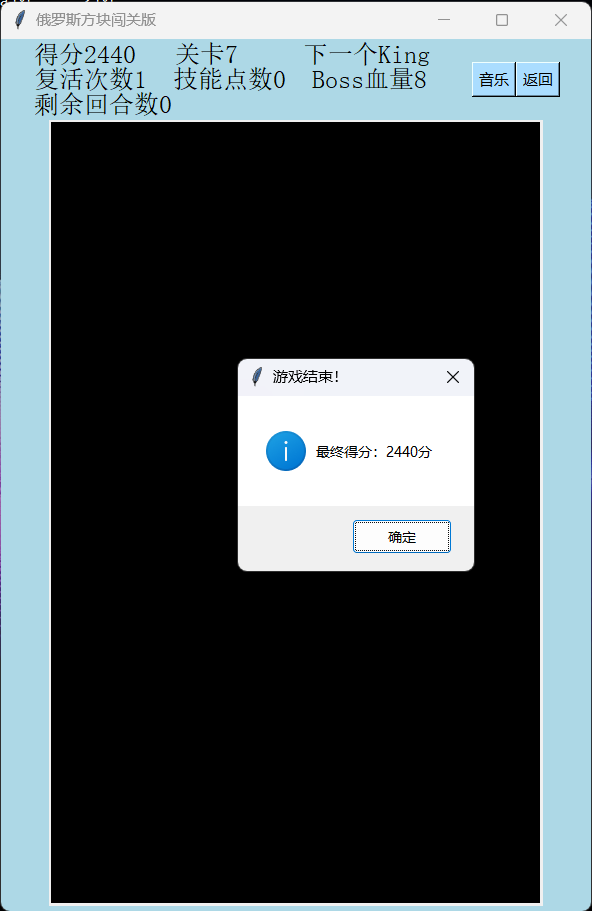 俄罗斯方块闯关版
得分2440 关卡7 下一个King
复活次数1 技能点数0 Boss血量8
剩余回合数0
音乐 返回
游戏结束!
最终得分：2440分
确定